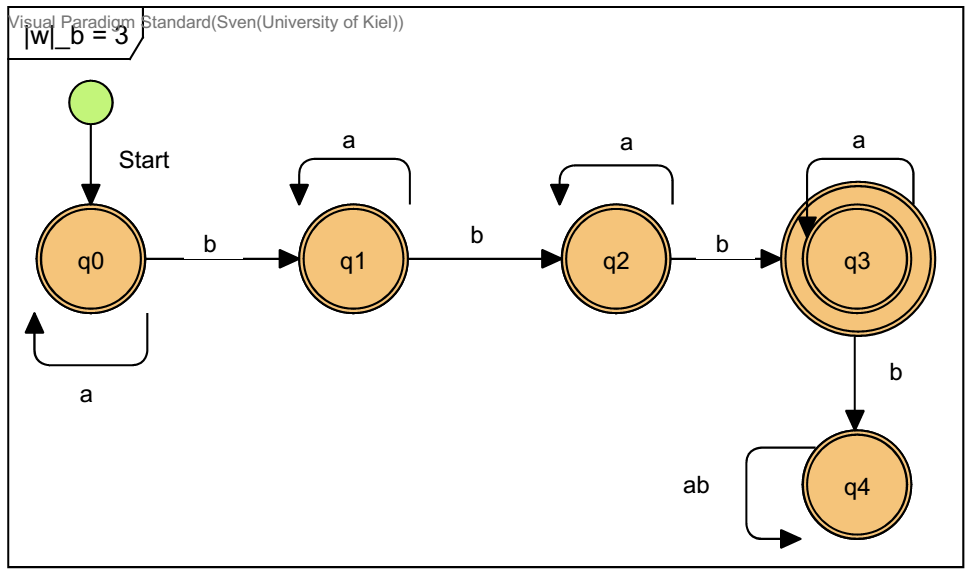 Visual Paradigm Standard(Sven(University of Kiel))
|w|_b = 3
Start
a
a
a
q0
b
q1
b
q2
b
q3
a
b
ab
q4